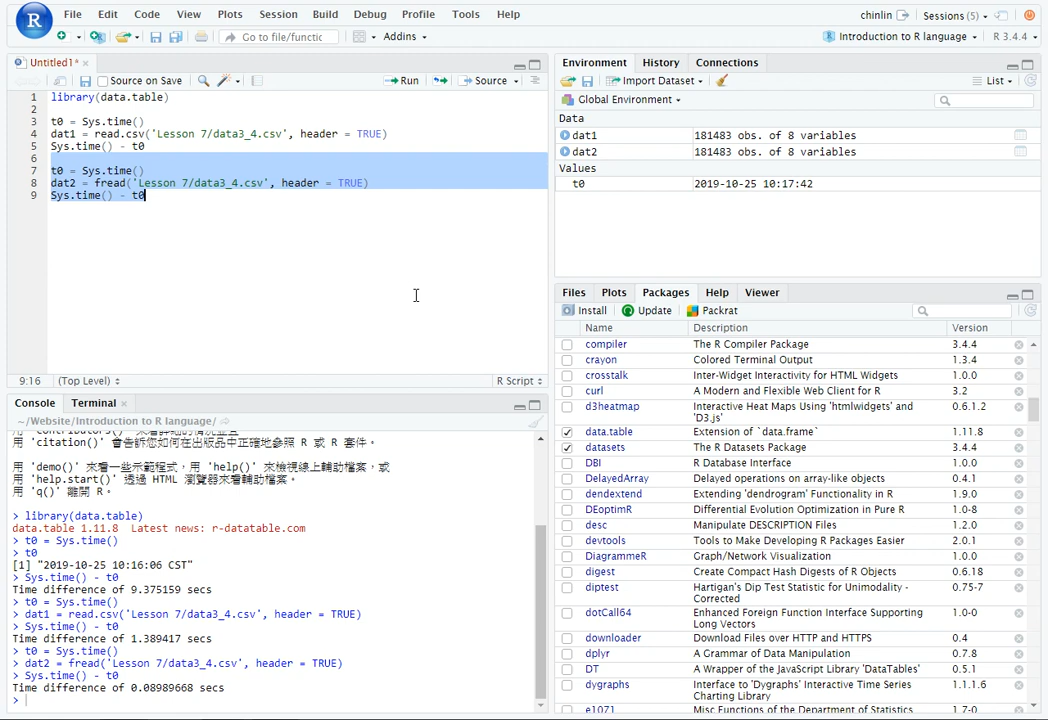 File Edit Code View Plots Session Build Debug Profile Tools Help
chinlin Sessions (5)
Go to file/functic Addins
Introduction to R language R 3.4.4
Untitled1*
Source on Save Run Source
1 library(data.table)
2
3 t0 = Sys.time()
4 dat1 = read.csv('Lesson 7/data3_4.csv', header = TRUE)
5 Sys.time() - t0
6
7 t0 = Sys.time()
8 dat2 = fread('Lesson 7/data3_4.csv', header = TRUE)
9 Sys.time() - t0
9:16 (Top Level) R Script
Console Terminal
~/Website/Introduction to R language/
用 'citation()' 會告訴您如何在出版品中正確地參照 R 或 R 套件。
用 'demo()' 來看一些示範程式，用 'help()' 來檢視線上輔助檔案，或
用 'help.start()' 透過 HTML 瀏覽器來看輔助檔案。
用 'q()' 離開 R。
> library(data.table)
data.table 1.11.8 Latest news: r-datatable.com
> t0 = Sys.time()
> t0
[1] "2019-10-25 10:16:06 CST"
> Sys.time() - t0
Time difference of 9.375159 secs
> t0 = Sys.time()
> dat1 = read.csv('Lesson 7/data3_4.csv', header = TRUE)
> Sys.time() - t0
Time difference of 1.389417 secs
> t0 = Sys.time()
> dat2 = fread('Lesson 7/data3_4.csv', header = TRUE)
> Sys.time() - t0
Time difference of 0.08989668 secs
>
Environment History Connections
Import Dataset List
Global Environment
Data
dat1 181483 obs. of 8 variables
dat2 181483 obs. of 8 variables
Values
t0 2019-10-25 10:17:42
Files Plots Packages Help Viewer
Install Update Packrat
Name Description Version
compiler The R Compiler Package 3.4.4
crayon Colored Terminal Output 1.3.4
crosstalk Inter-Widget Interactivity for HTML Widgets 1.0.0
curl A Modern and Flexible Web Client for R 3.2
d3heatmap Interactive Heat Maps Using 'htmlwidgets' and 0.6.1.2
'D3.js'
data.table Extension of `data.frame` 1.11.8
datasets The R Datasets Package 3.4.4
DBI R Database Interface 1.0.0
DelayedArray Delayed operations on array-like objects 0.4.1
dendextend Extending 'dendrogram' Functionality in R 1.9.0
DEoptimR Differential Evolution Optimization in Pure R 1.0-8
desc Manipulate DESCRIPTION Files 1.2.0
devtools Tools to Make Developing R Packages Easier 2.0.1
DiagrammeR Graph/Network Visualization 1.0.0
digest Create Compact Hash Digests of R Objects 0.6.18
diptest Hartigan's Dip Test Statistic for Unimodality - 0.75-7
Corrected
dotCall64 Enhanced Foreign Function Interface Supporting 1.0-0
Long Vectors
downloader Download Files over HTTP and HTTPS 0.4
dplyr A Grammar of Data Manipulation 0.7.8
DT A Wrapper of the JavaScript Library 'DataTables' 0.5.1
dygraphs Interface to 'Dygraphs' Interactive Time Series 1.1.1.6
Charting Library
e1071 Misc Functions of the Department of Statistics 1.7-0